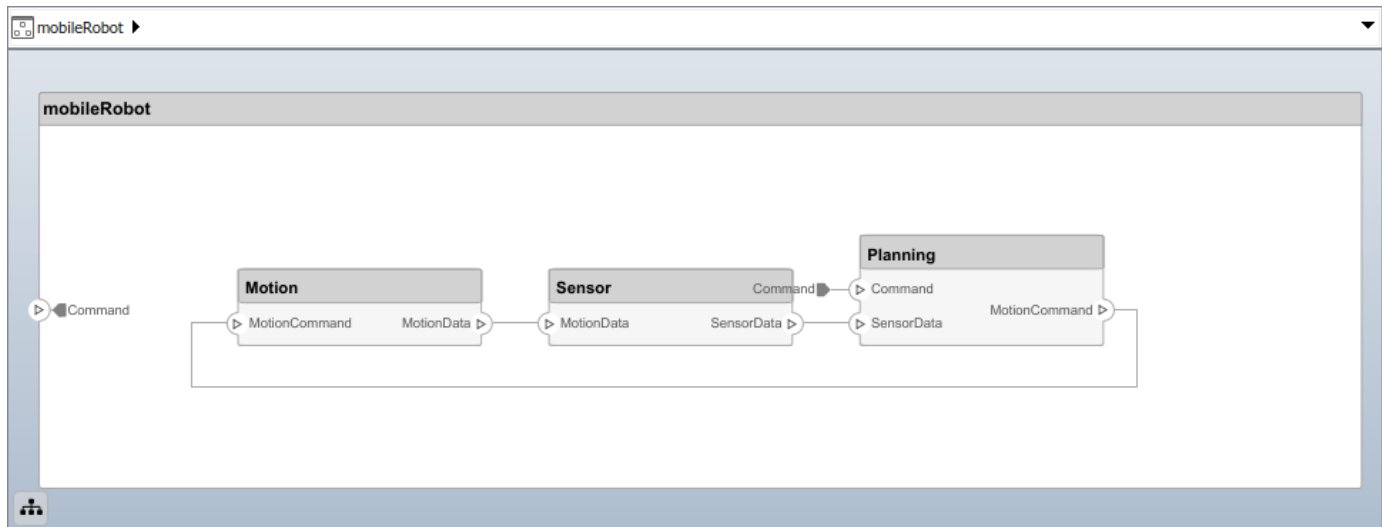 mobileRobot
mobileRobot
Planning
Motion
Sensor
Command
Command
Command
MotionCommand
MotionCommand
MotionData
MotionData
SensorData
SensorData